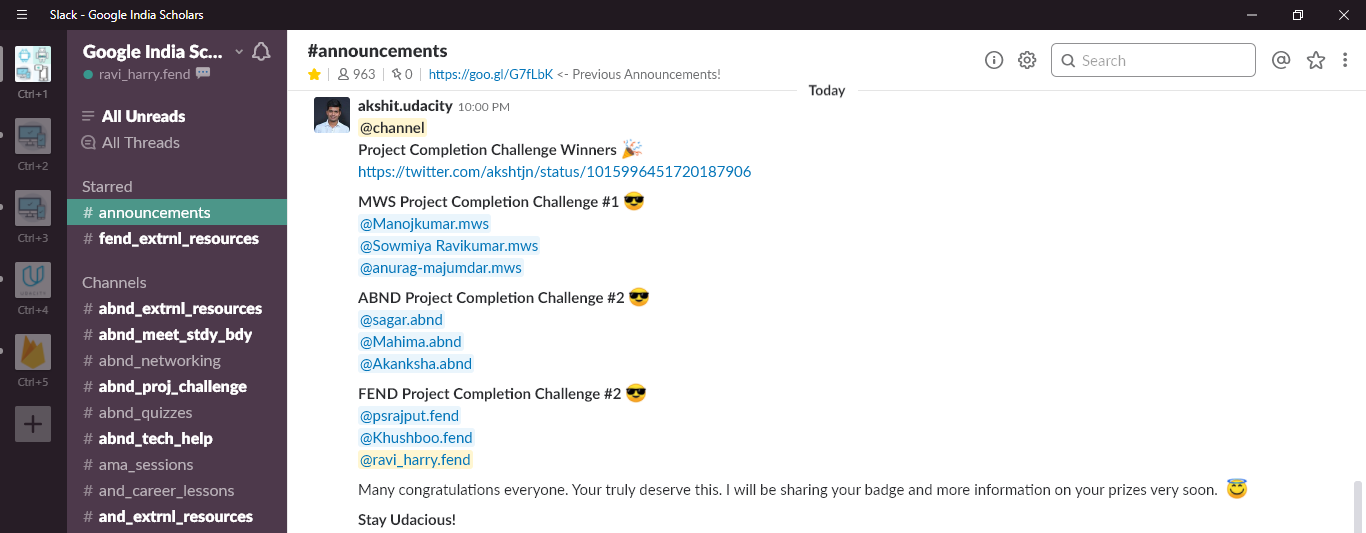 Slack - Google India Scholars
Ctrl+1
Ctrl+2
Ctrl+3
Ctrl+4
Ctrl+5
Google India Sc...
ravi_harry.fend
All Unreads
All Threads
Starred
# announcements
# fend_extrnl_resources
Channels
# abnd_extrnl_resources
# abnd_meet_stdy_bdy
# abnd_networking
# abnd_proj_challenge
# abnd_quizzes
# abnd_tech_help
# ama_sessions
# and_career_lessons
# and_extrnl_resources
#announcements
963 | 0 | https://goo.gl/G7fLbK <- Previous Announcements!
Search
Today
akshit.udacity 10:00 PM
@channel
Project Completion Challenge Winners 🎉
https://twitter.com/akshtjn/status/1015996451720187906
MWS Project Completion Challenge #1 😎
@Manojkumar.mws
@Sowmiya Ravikumar.mws
@anurag-majumdar.mws
ABND Project Completion Challenge #2 😎
@sagar.abnd
@Mahima.abnd
@Akanksha.abnd
FEND Project Completion Challenge #2 😎
@psrajput.fend
@Khushboo.fend
@ravi_harry.fend
Many congratulations everyone. Your truly deserve this. I will be sharing your badge and more information on your prizes very soon. 😇
Stay Udacious!